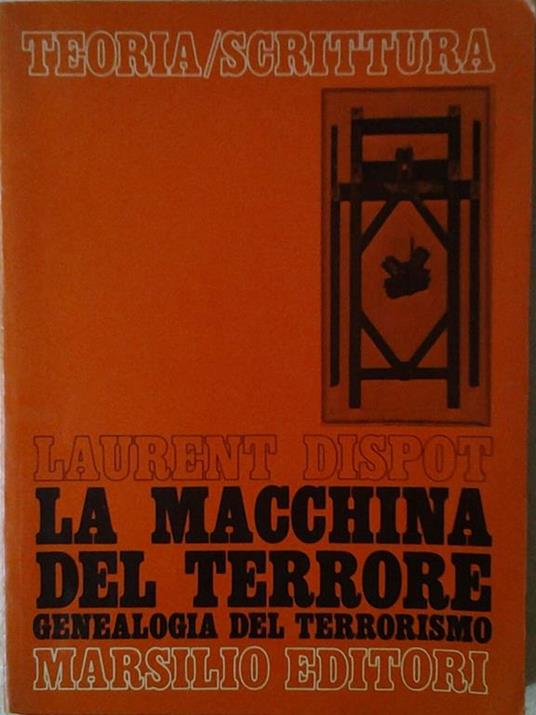 TEORIA/SCRITTURA
LAURENT DISPOT
LA MACCHINA
DEL TERRORE
GENEALOGIA DEL TERRORISMO
MARSILIO EDITORI